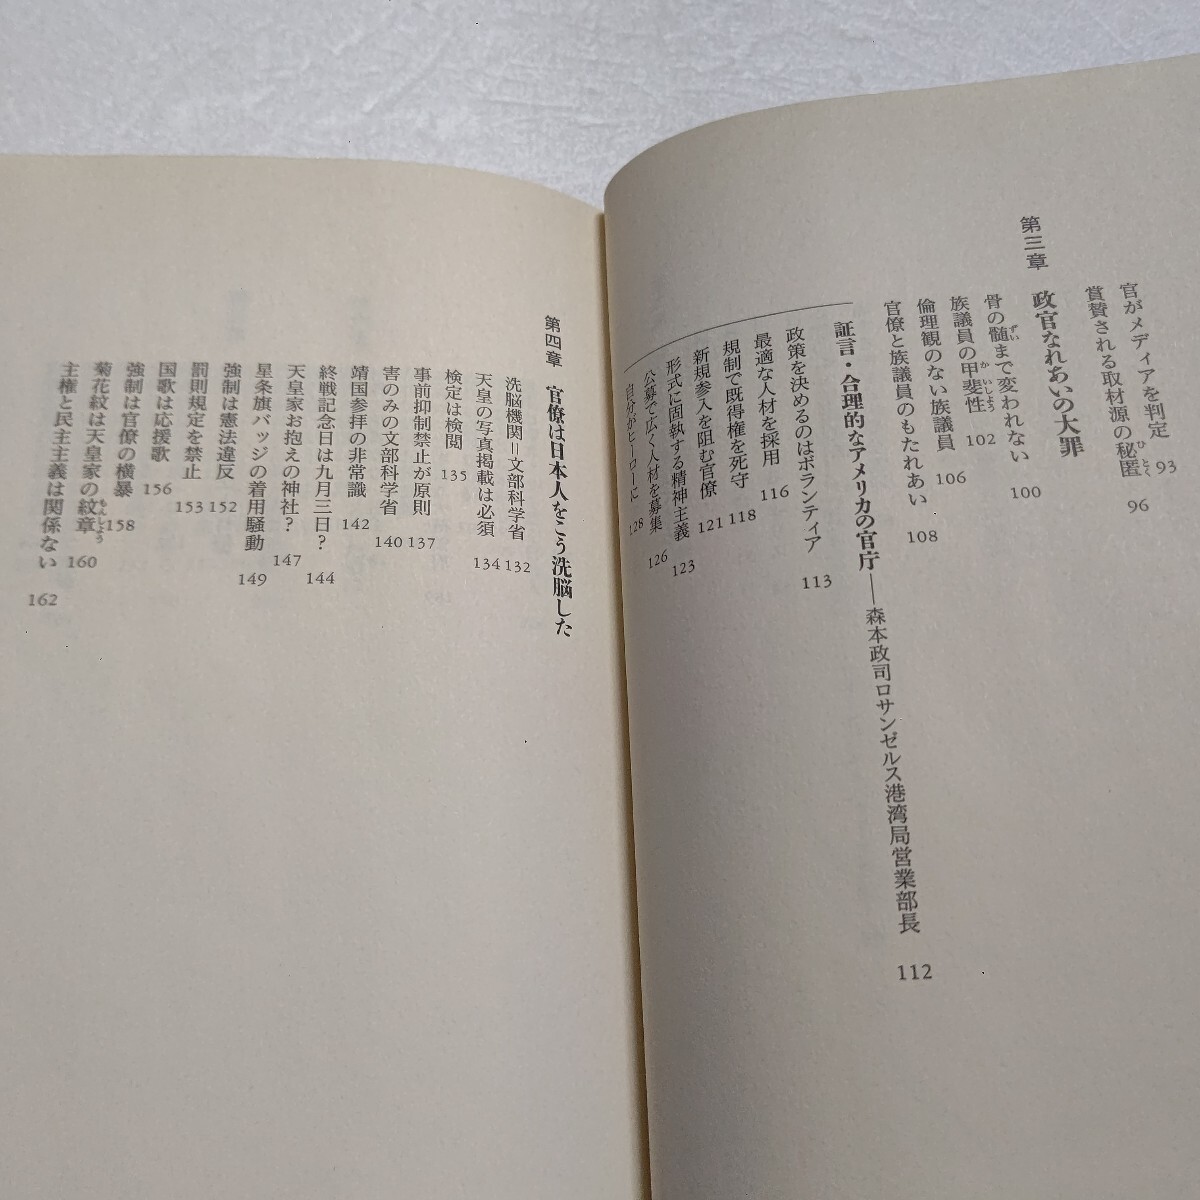 官がメディアを判定 93
賞賛される取材源の秘匿 96
第三章 政官なれあいの大罪
骨の髄まで変われない 100
族議員の甲斐性 102
倫理観のない族議員 106
官僚と族議員のもたれあい 108
証言・合理的なアメリカの官庁──森本政司ロサンゼルス港湾局営業部長 112
政策を決めるのはボランティア 113
最適な人材を採用 116
規制で既得権を死守 118
新規参入を阻む官僚 121
形式に固執する精神主義 123
公募で広く人材を募集 126
自分がヒーローに 128
第四章 官僚は日本人をこう洗脳した
洗脳機関＝文部科学省 132
天皇の写真掲載は必須 134
検定は検閲 135
事前抑制禁止が原則 137
害のみの文部科学省 140
靖国参拝の非常識 142
終戦記念日は九月三日？ 144
天皇家お抱えの神社？ 147
星条旗バッジの着用騒動 149
強制は憲法違反 152
罰則規定を禁止 153
国歌は応援歌 156
強制は官僚の横暴 158
菊花紋は天皇家の紋章 160
主権と民主主義は関係ない 162